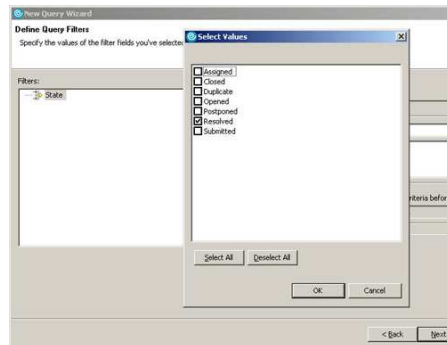 New Query Wizard
Define Query Filters
Specify the values of the filter fields you've selecte
Filters:
State
Select Values
Assigned
Closed
Duplicate
Opened
Postponed
Resolved
Submitted
Select All
Deselect All
OK
Cancel
riteria befor
< Back
Next